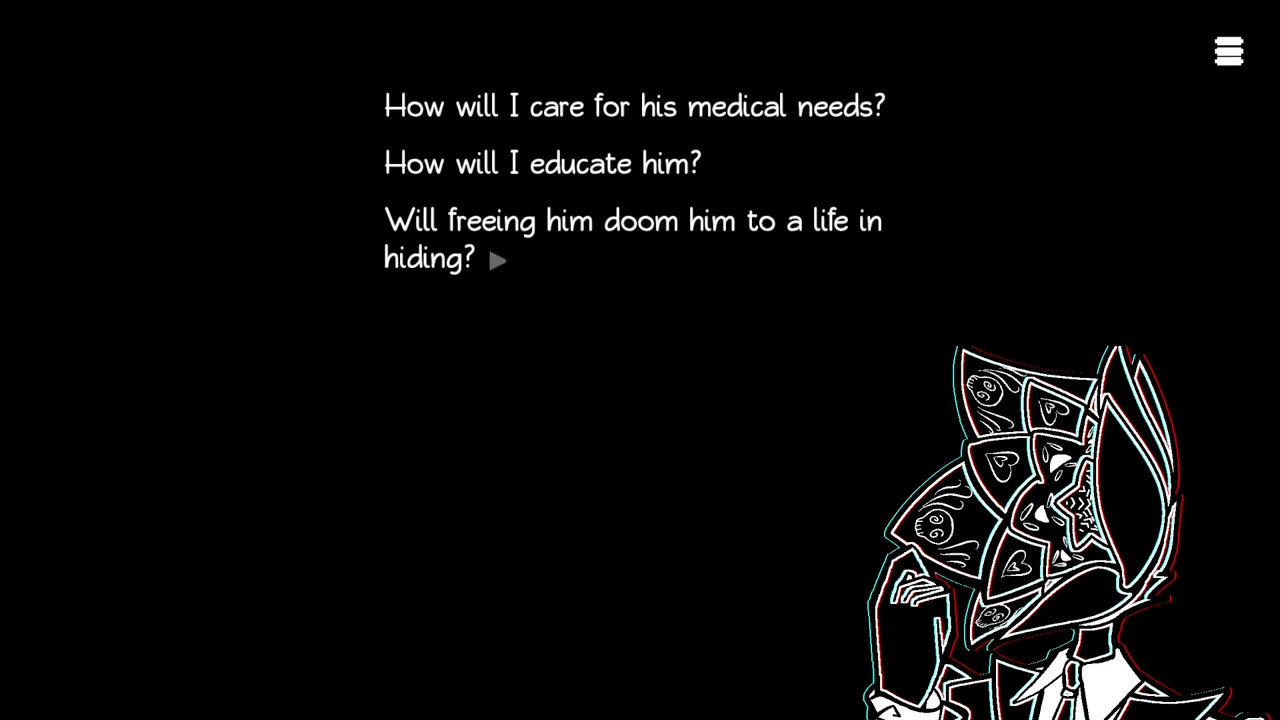 How will I care for his medical needs?
How will I educate him?
Will freeing him doom him to a life in
hiding?